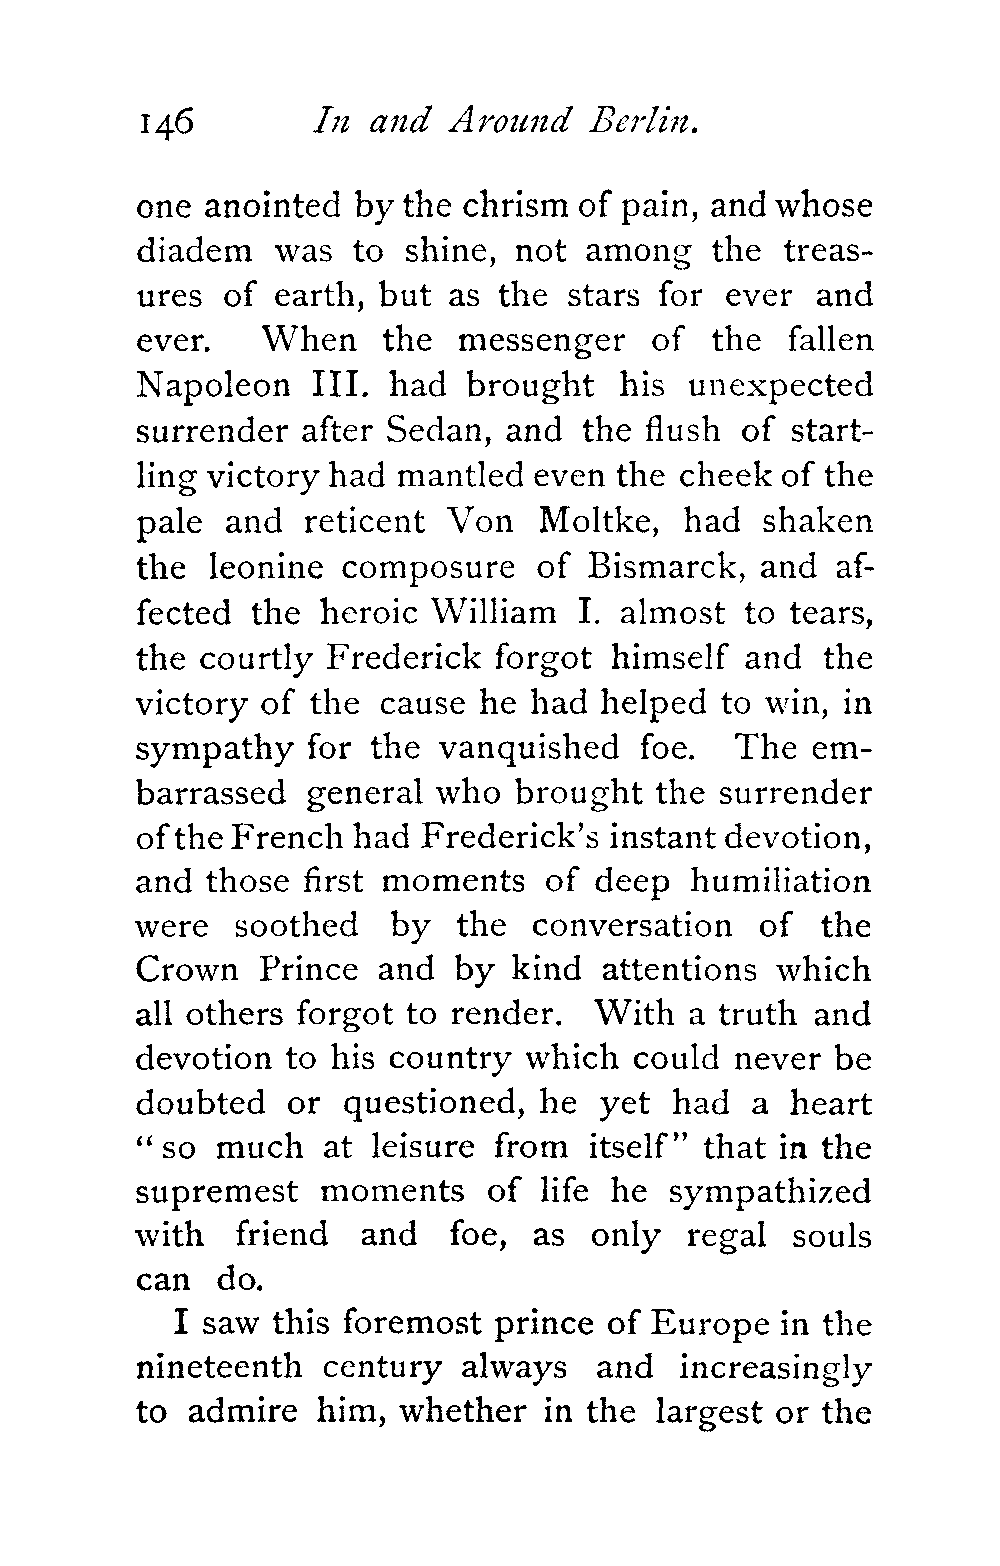 146 In and Around Berlin.
one anointed by the chrism of pain, and whose
diadem was to shine, not among the treas-
ures of earth, but as the stars for ever and
ever. When the messenger of the fallen
Napoleon III. had brought his unexpected
surrender after Sedan, and the flush of start-
ling victory had mantled even the cheek of the
pale and reticent Von Moltke, had shaken
the leonine composure of Bismarck, and af-
fected the heroic William I. almost to tears,
the courtly Frederick forgot himself and the
victory of the cause he had helped to win, in
sympathy for the vanquished foe. The em-
barrassed general who brought the surrender
of the French had Frederick's instant devotion,
and those first moments of deep humiliation
were soothed by the conversation of the
Crown Prince and by kind attentions which
all others forgot to render. With a truth and
devotion to his country which could never be
doubted or questioned, he yet had a heart
"so much at leisure from itself" that in the
supremest moments of life he sympathized
with friend and foe, as only regal souls
can do.
I saw this foremost prince of Europe in the
nineteenth century always and increasingly
to admire him, whether in the largest or the